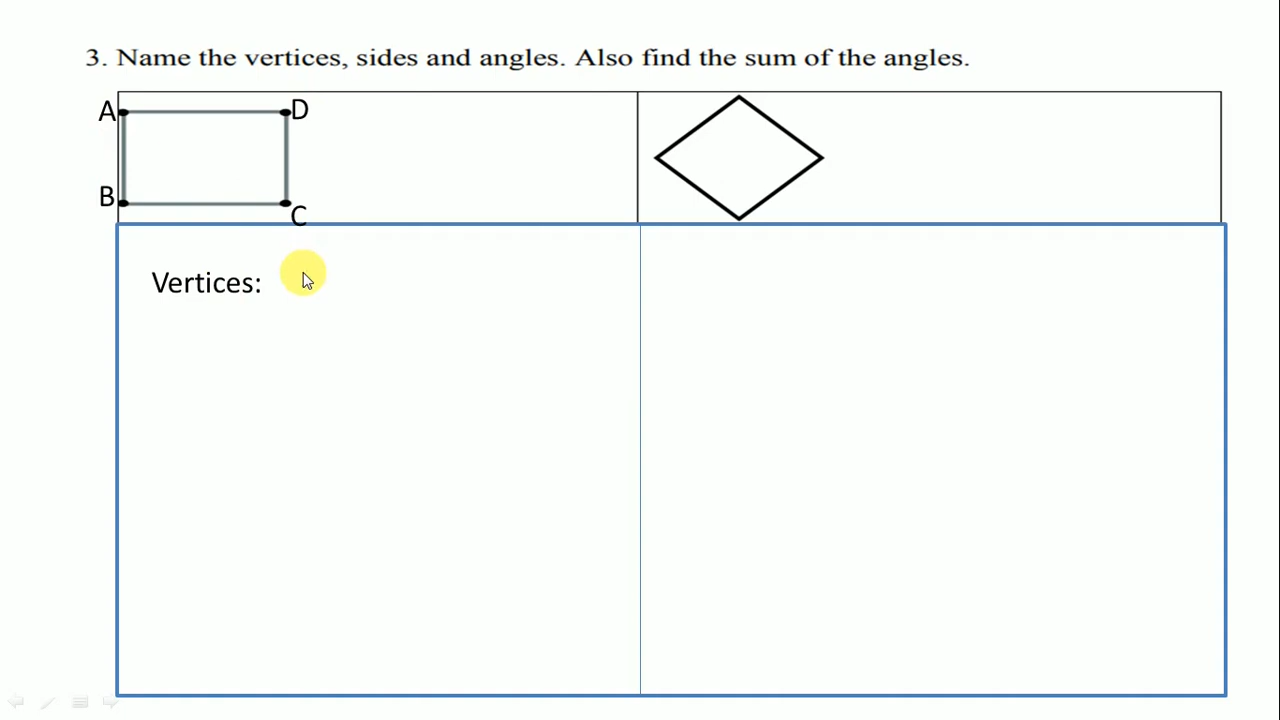 3. Name the vertices, sides and angles. Also find the sum of the angles.
A
D
B
C
Vertices: